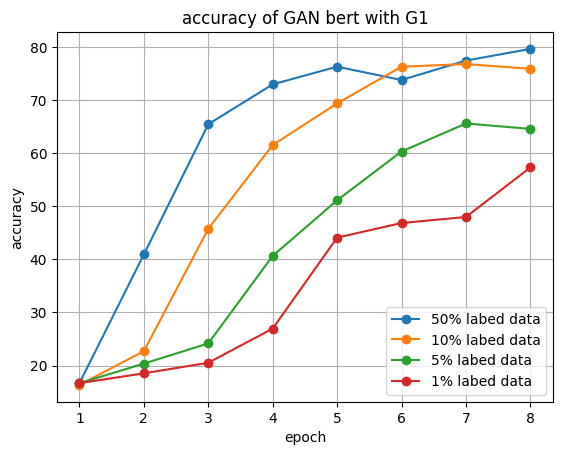 accuracy of GAN bert with G1
accuracy
80
70
60
50
40
30
20
1 2 3 4 5 6 7 8
epoch
50% labed data
10% labed data
5% labed data
1% labed data